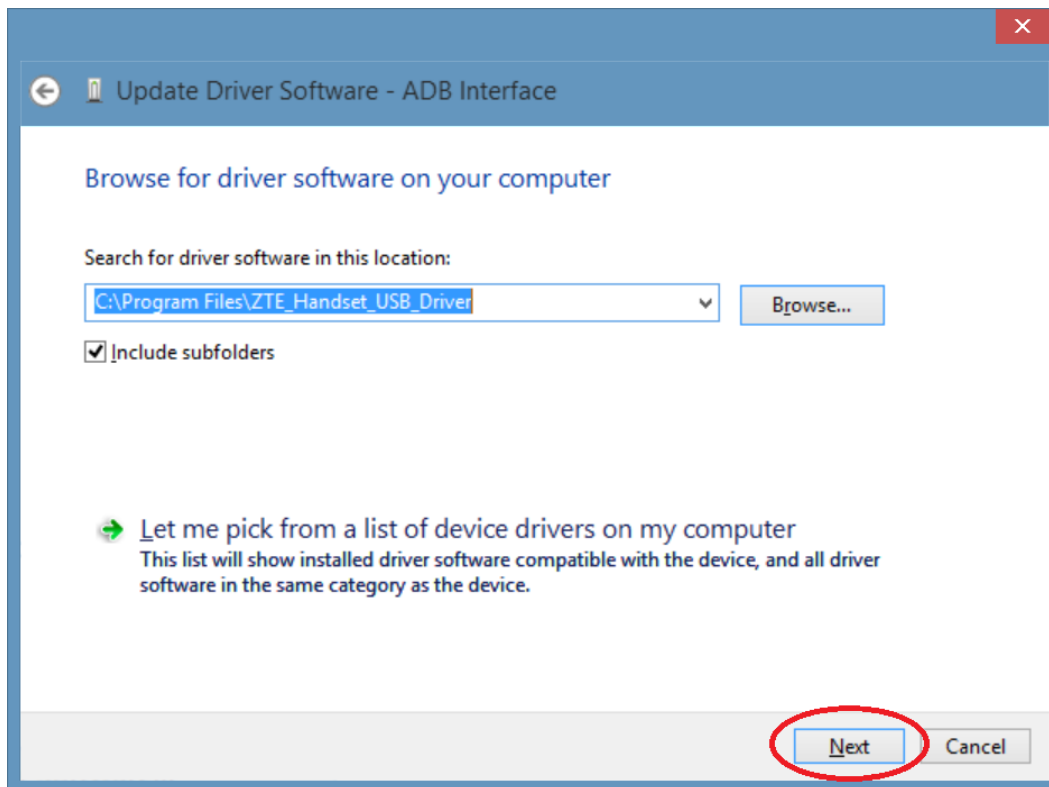 Update Driver Software - ADB Interface
Browse for driver software on your computer
Search for driver software in this location:
C:\Program Files\ZTE_Handset_USB_Driver
Browse...
Include subfolders
Let me pick from a list of device drivers on my computer
This list will show installed driver software compatible with the device, and all driver
software in the same category as the device.
Next
Cancel